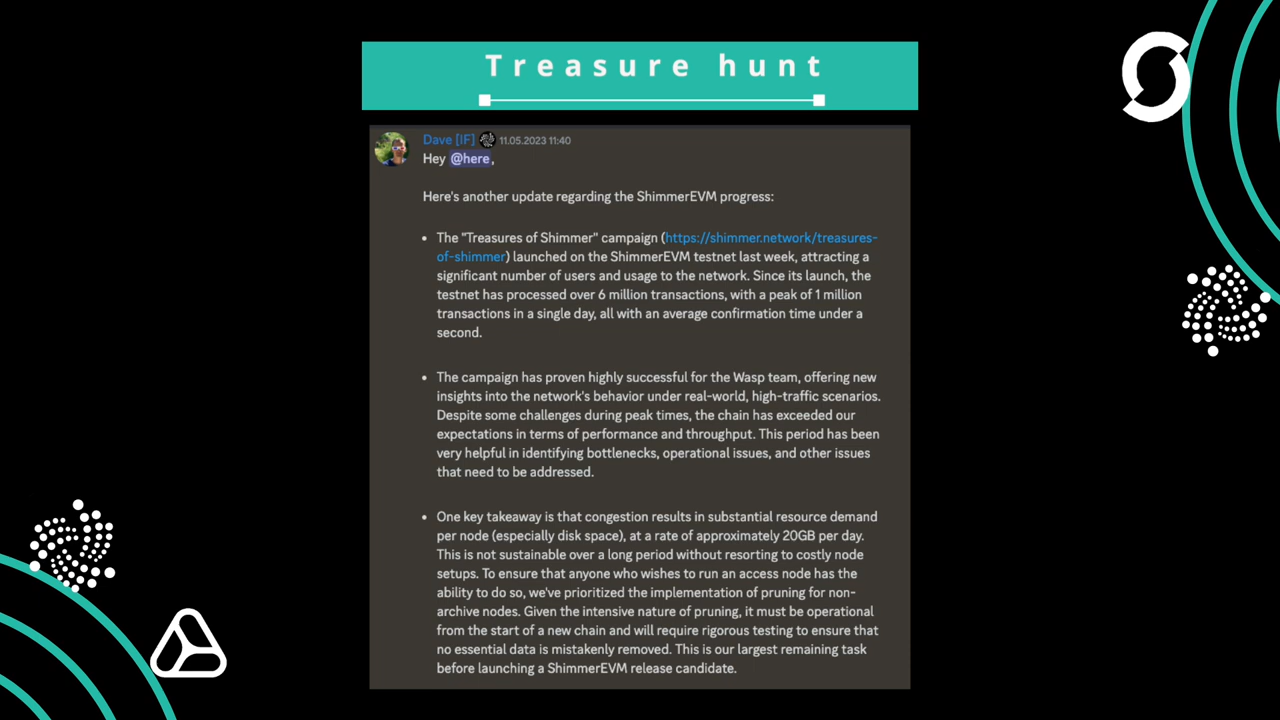 Treasure hunt
Dave [IF] 11.05.2023 11:40
Hey @here,
Here's another update regarding the ShimmerEVM progress:
• The "Treasures of Shimmer" campaign (https://shimmer.network/treasures-
of-shimmer) launched on the ShimmerEVM testnet last week, attracting a
significant number of users and usage to the network. Since its launch, the
testnet has processed over 6 million transactions, with a peak of 1 million
transactions in a single day, all with an average confirmation time under a
second.
• The campaign has proven highly successful for the Wasp team, offering new
insights into the network's behavior under real-world, high-traffic scenarios.
Despite some challenges during peak times, the chain has exceeded our
expectations in terms of performance and throughput. This period has been
very helpful in identifying bottlenecks, operational issues, and other issues
that need to be addressed.
• One key takeaway is that congestion results in substantial resource demand
per node (especially disk space), at a rate of approximately 20GB per day.
This is not sustainable over a long period without resorting to costly node
setups. To ensure that anyone who wishes to run an access node has the
ability to do so, we've prioritized the implementation of pruning for non-
archive nodes. Given the intensive nature of pruning, it must be operational
from the start of a new chain and will require rigorous testing to ensure that
no essential data is mistakenly removed. This is our largest remaining task
before launching a ShimmerEVM release candidate.